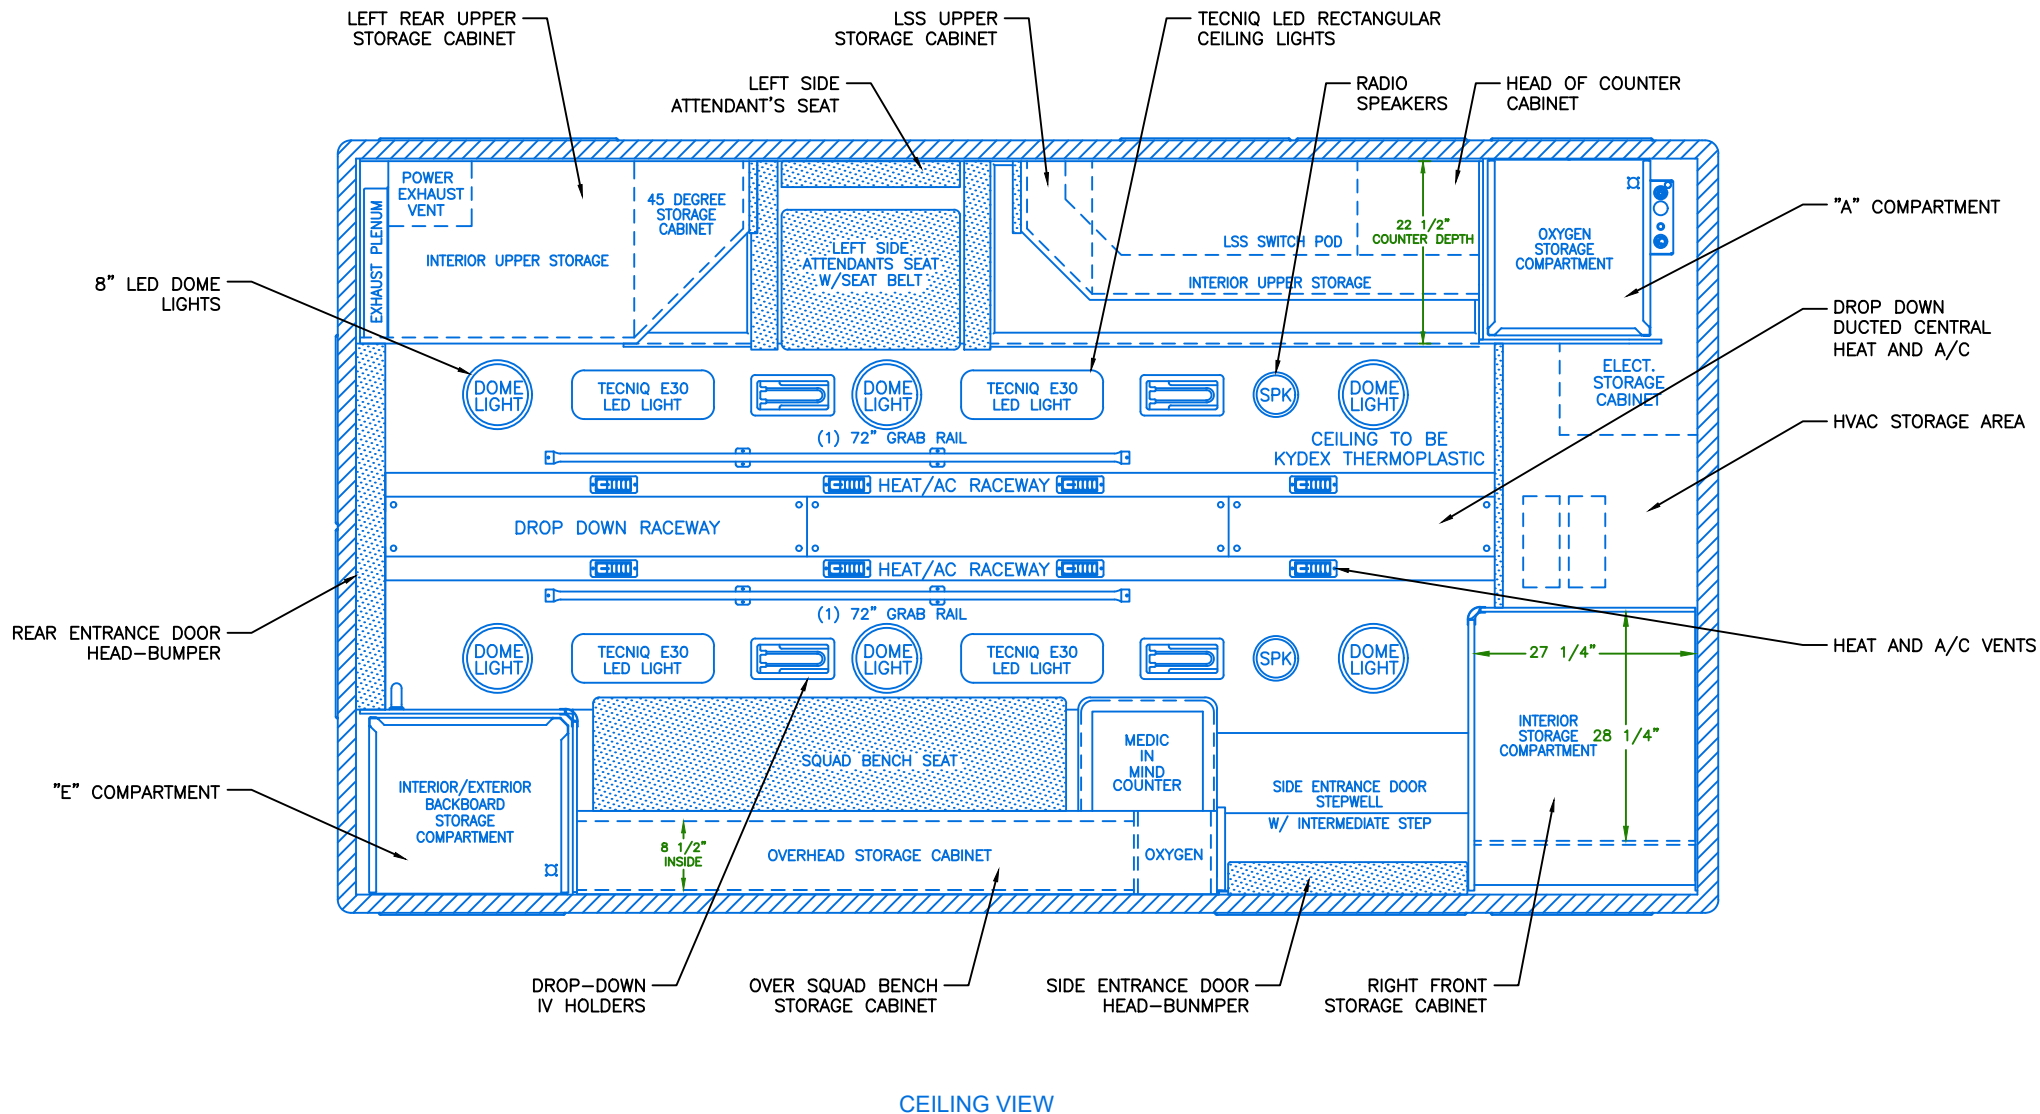 LEFT REAR UPPER
STORAGE CABINET
LSS UPPER
STORAGE CABINET
TECNIQ LED RECTANGULAR
CEILING LIGHTS
LEFT SIDE
ATTENDANT'S SEAT
RADIO
SPEAKERS
HEAD OF COUNTER
CABINET
POWER
EXHAUST
VENT
EXHAUST PLENUM
INTERIOR UPPER STORAGE
45 DEGREE
STORAGE
CABINET
LEFT SIDE
ATTENDANTS SEAT
W/SEAT BELT
LSS SWITCH POD
INTERIOR UPPER STORAGE
22 1/2"
COUNTER DEPTH
OXYGEN
STORAGE
COMPARTMENT
"A" COMPARTMENT
8" LED DOME
LIGHTS
DROP DOWN
DUCTED CENTRAL
HEAT AND A/C
ELECT.
STORAGE
CABINET
DOME
LIGHT
TECNIQ E30
LED LIGHT
DOME
LIGHT
TECNIQ E30
LED LIGHT
SPK
DOME
LIGHT
(1) 72" GRAB RAIL
CEILING TO BE
KYDEX THERMOPLASTIC
HVAC STORAGE AREA
HEAT/AC RACEWAY
DROP DOWN RACEWAY
HEAT/AC RACEWAY
(1) 72" GRAB RAIL
REAR ENTRANCE DOOR
HEAD-BUMPER
DOME
LIGHT
TECNIQ E30
LED LIGHT
DOME
LIGHT
TECNIQ E30
LED LIGHT
SPK
DOME
LIGHT
27 1/4"
HEAT AND A/C VENTS
INTERIOR
STORAGE
COMPARTMENT
28 1/4"
SQUAD BENCH SEAT
MEDIC
IN
MIND
COUNTER
"E" COMPARTMENT
INTERIOR/EXTERIOR
BACKBOARD
STORAGE
COMPARTMENT
SIDE ENTRANCE DOOR
STEPWELL
W/ INTERMEDIATE STEP
8 1/2"
INSIDE
OVERHEAD STORAGE CABINET
OXYGEN
DROP-DOWN
IV HOLDERS
OVER SQUAD BENCH
STORAGE CABINET
SIDE ENTRANCE DOOR
HEAD-BUNMPER
RIGHT FRONT
STORAGE CABINET
CEILING VIEW